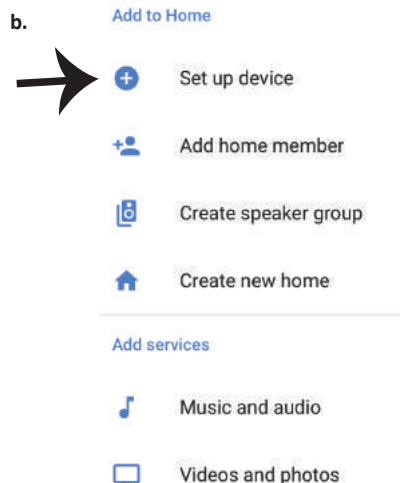 b.
Add to Home
Set up device
Add home member
Create speaker group
Create new home
Add services
Music and audio
Videos and photos